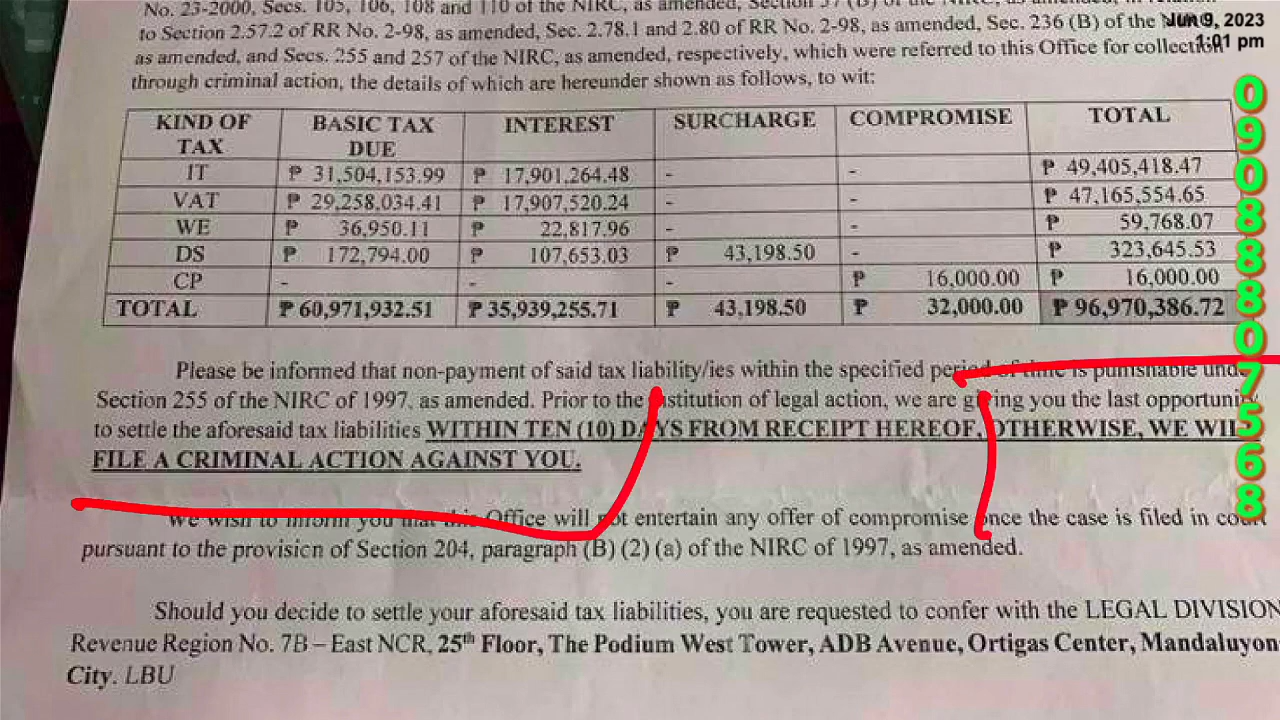 No. 23-2000, Secs. 105, 106, 108 and 110 of the NIRC, as amended, Section
to Section 2.57.2 of RR No. 2-98, as amended, Sec. 2.78.1 and 2.80 of RR No. 2-98, as amended, Sec. 236 (B) of the
Jun 9, 2023
as amended, and Secs. 255 and 257 of the NIRC, as amended, respectively, which were referred to this Office for collection
1:01 pm
through criminal action, the details of which are hereunder shown as follows, to wit:
KIND OF TAX BASIC TAX DUE INTEREST SURCHARGE COMPROMISE TOTAL
IT ₱ 31,504,153.99 ₱ 17,901,264.48 - - ₱ 49,405,418.47
VAT ₱ 29,258,034.41 ₱ 17,907,520.24 - - ₱ 47,165,554.65
WE ₱ 36,950.11 ₱ 22,817.96 - - ₱ 59,768.07
DS ₱ 172,794.00 ₱ 107,653.03 ₱ 43,198.50 - ₱ 323,645.53
CP - - - ₱ 16,000.00 ₱ 16,000.00
TOTAL ₱ 60,971,932.51 ₱ 35,939,255.71 ₱ 43,198.50 ₱ 32,000.00 ₱ 96,970,386.72
Please be informed that non-payment of said tax liability/ies within the specified period of time is punishable unde
Section 255 of the NIRC of 1997, as amended. Prior to the institution of legal action, we are giving you the last opportuni
to settle the aforesaid tax liabilities WITHIN TEN (10) DAYS FROM RECEIPT HEREOF, OTHERWISE, WE WIL
FILE A CRIMINAL ACTION AGAINST YOU.
We wish to inform you that this Office will not entertain any offer of compromise once the case is filed in court
pursuant to the provision of Section 204, paragraph (B) (2) (a) of the NIRC of 1997, as amended.
Should you decide to settle your aforesaid tax liabilities, you are requested to confer with the LEGAL DIVISION
Revenue Region No. 7B – East NCR, 25th Floor, The Podium West Tower, ADB Avenue, Ortigas Center, Mandaluyon
City. LBU
09088807568